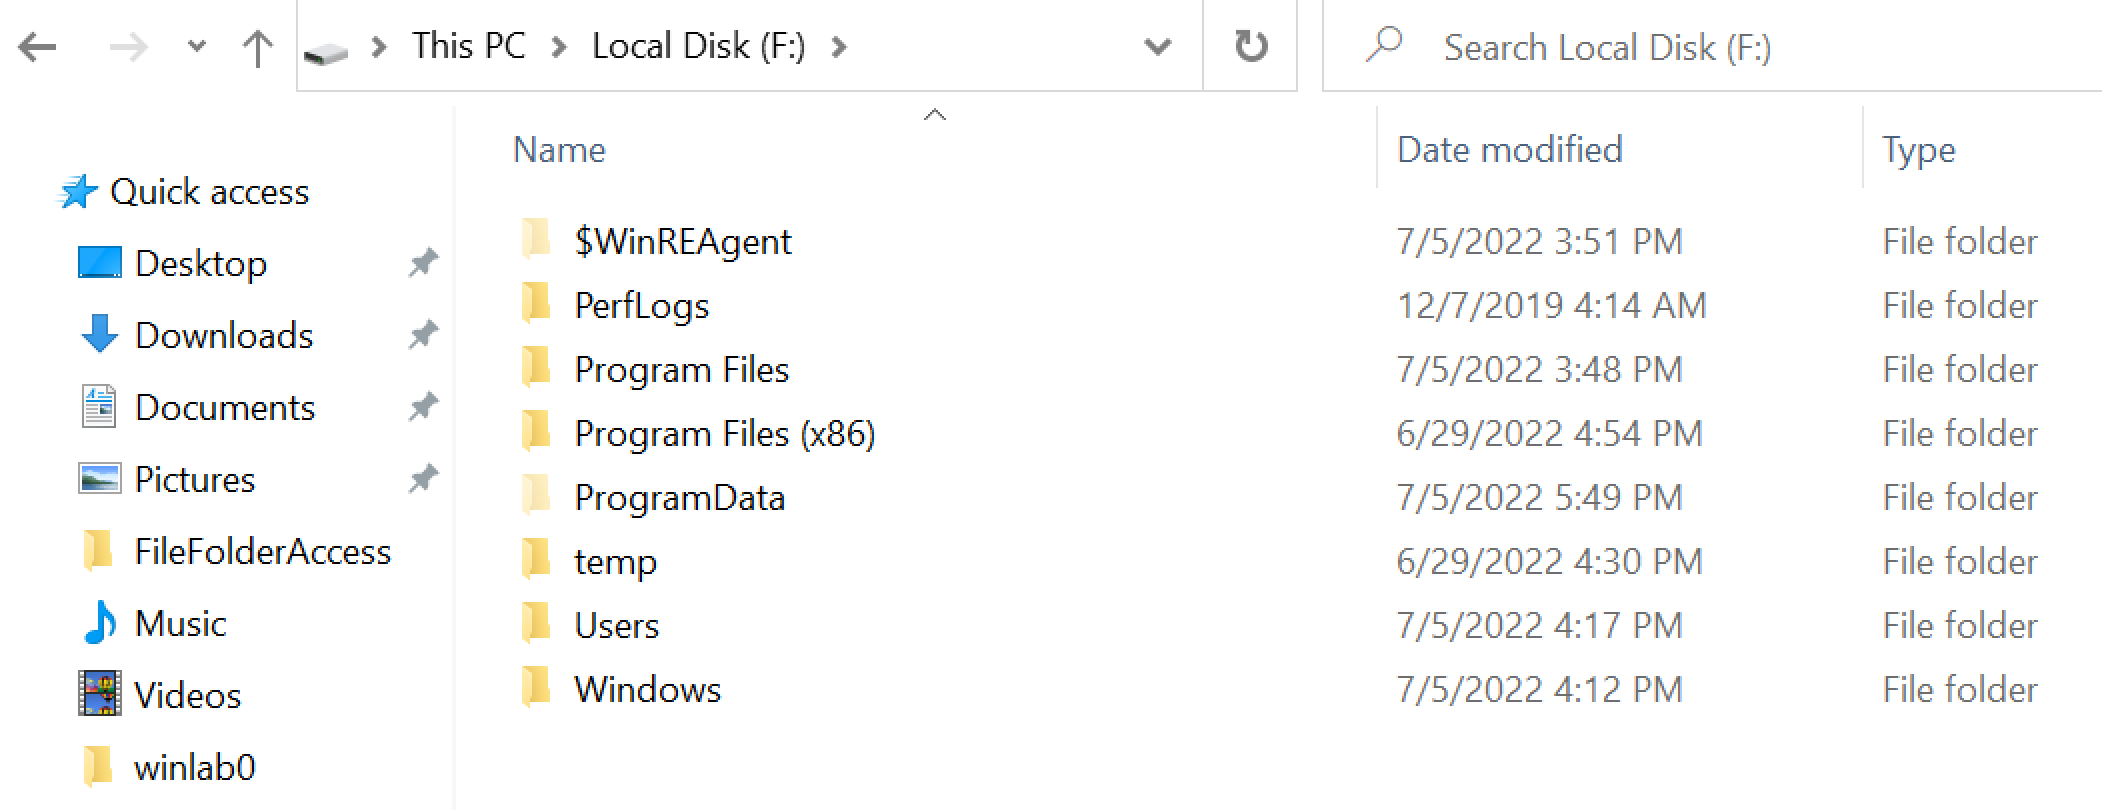 This PC > Local Disk (F:) >
Search Local Disk (F:)
Quick access
Desktop
Downloads
Documents
Pictures
FileFolderAccess
Music
Videos
winlab0
Name Date modified Type
$WinREAgent 7/5/2022 3:51 PM File folder
PerfLogs 12/7/2019 4:14 AM File folder
Program Files 7/5/2022 3:48 PM File folder
Program Files (x86) 6/29/2022 4:54 PM File folder
ProgramData 7/5/2022 5:49 PM File folder
temp 6/29/2022 4:30 PM File folder
Users 7/5/2022 4:17 PM File folder
Windows 7/5/2022 4:12 PM File folder